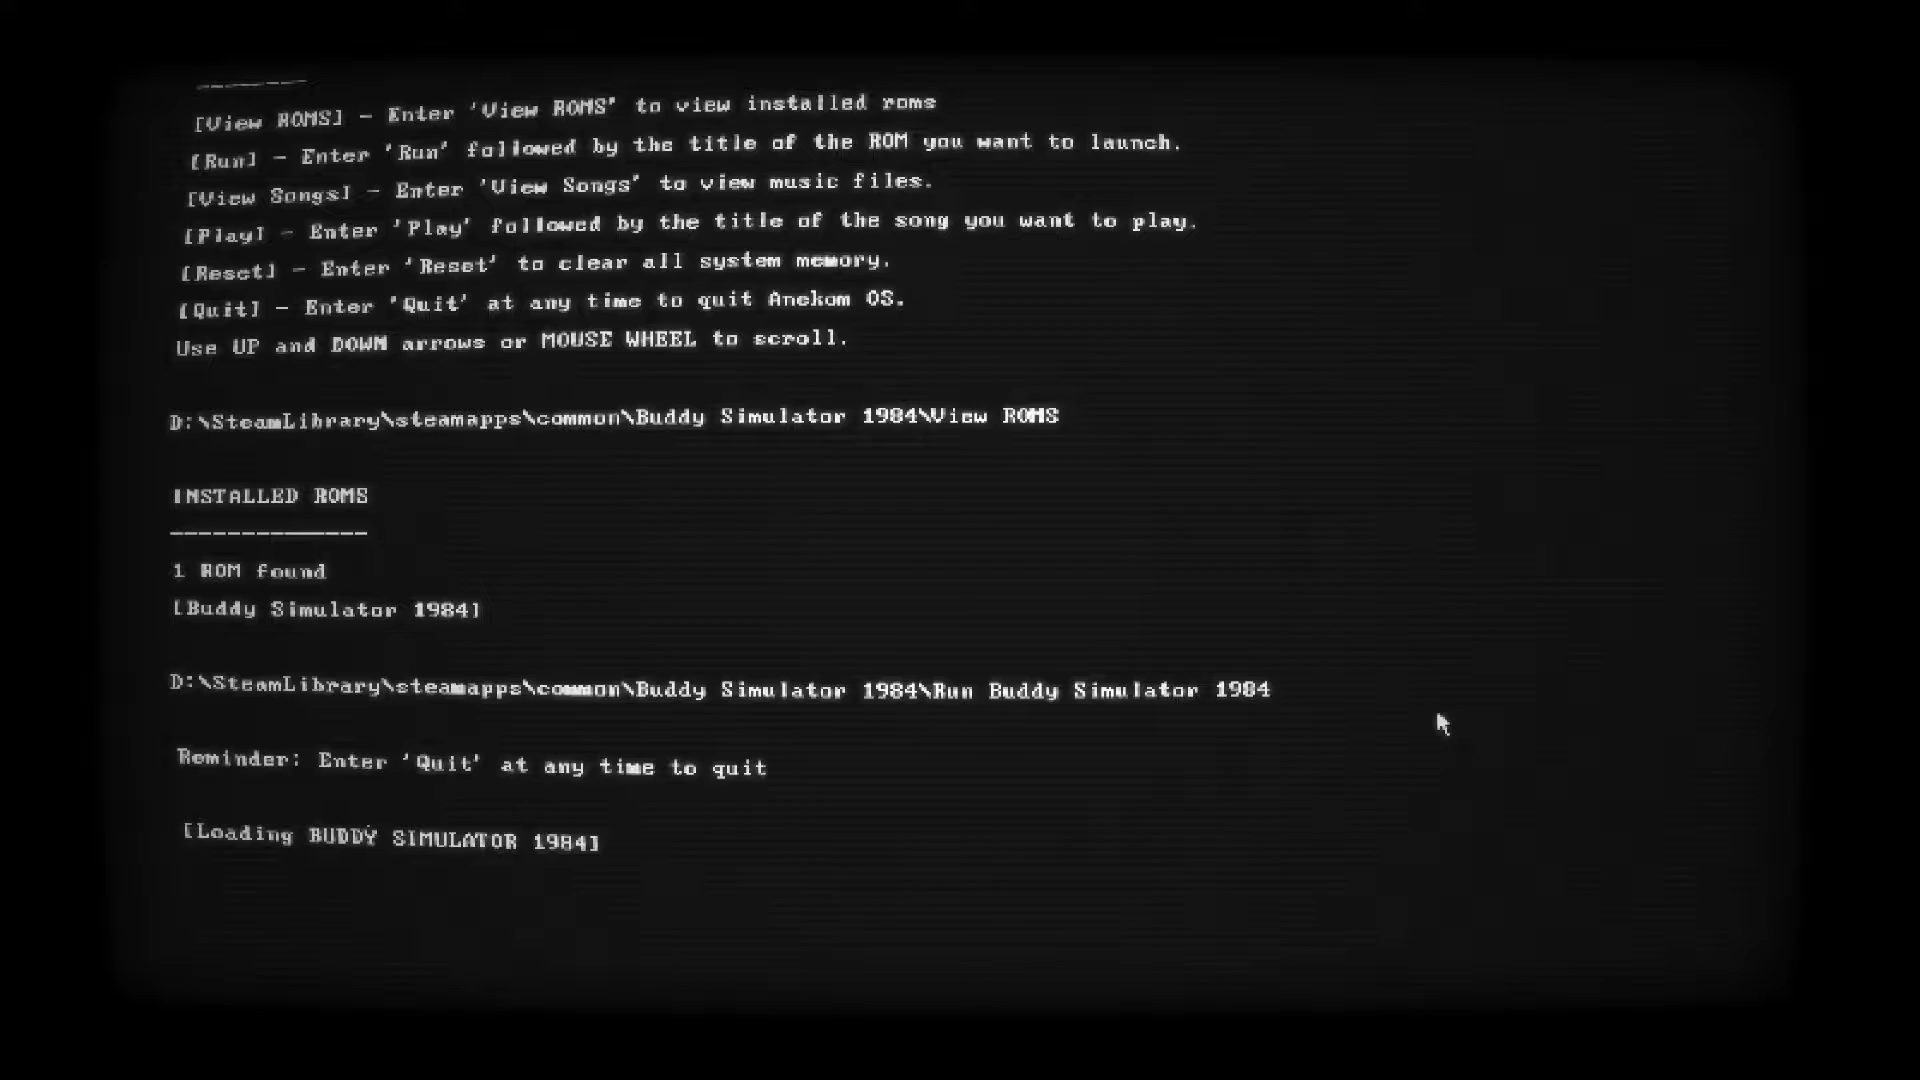 [View ROMS] - Enter 'View ROMS' to view installed roms
[Run] - Enter 'Run' followed by the title of the ROM you want to launch.
[View Songs] - Enter 'View Songs' to view music files.
[Play] - Enter 'Play' followed by the title of the song you want to play.
[Reset] - Enter 'Reset' to clear all system memory.
[Quit] - Enter 'Quit' at any time to quit Anekom OS.
Use UP and DOWN arrows or MOUSE WHEEL to scroll.
D:\SteamLibrary\steamapps\common\Buddy Simulator 1984\View ROMS
INSTALLED ROMS
--------------
1 ROM found
[Buddy Simulator 1984]
D:\SteamLibrary\steamapps\common\Buddy Simulator 1984\Run Buddy Simulator 1984
Reminder: Enter 'Quit' at any time to quit
[Loading BUDDY SIMULATOR 1984]